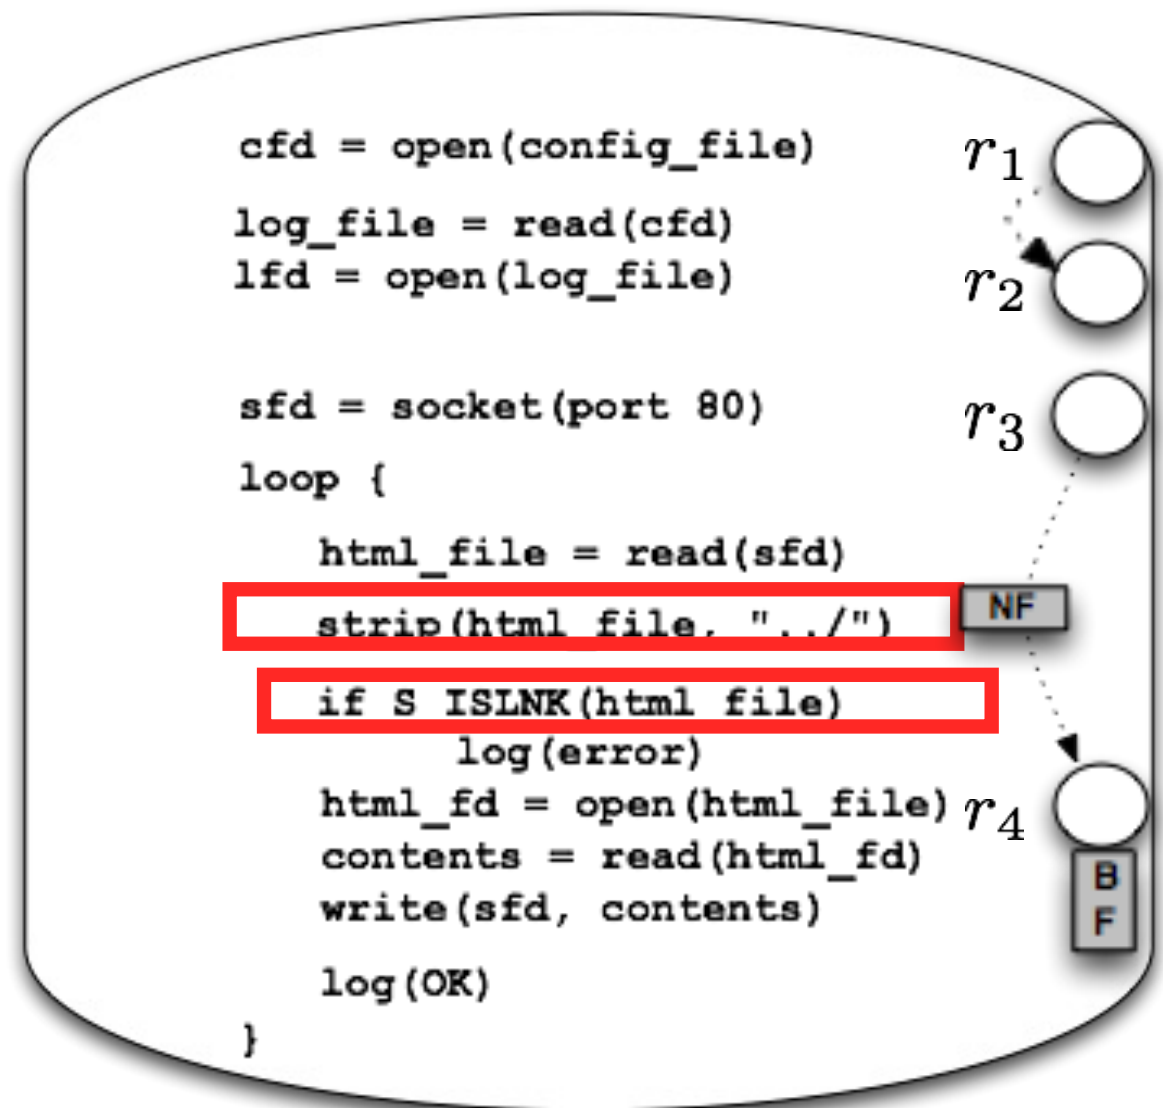 cfd = open(config_file) r1
log_file = read(cfd)
lfd = open(log_file) r2
sfd = socket(port 80) r3
loop {
html_file = read(sfd)
strip(html_file, "../") NF
if S_ISLNK(html_file)
log(error)
html_fd = open(html_file) r4
contents = read(html_fd) B
write(sfd, contents) F
log(OK)
}